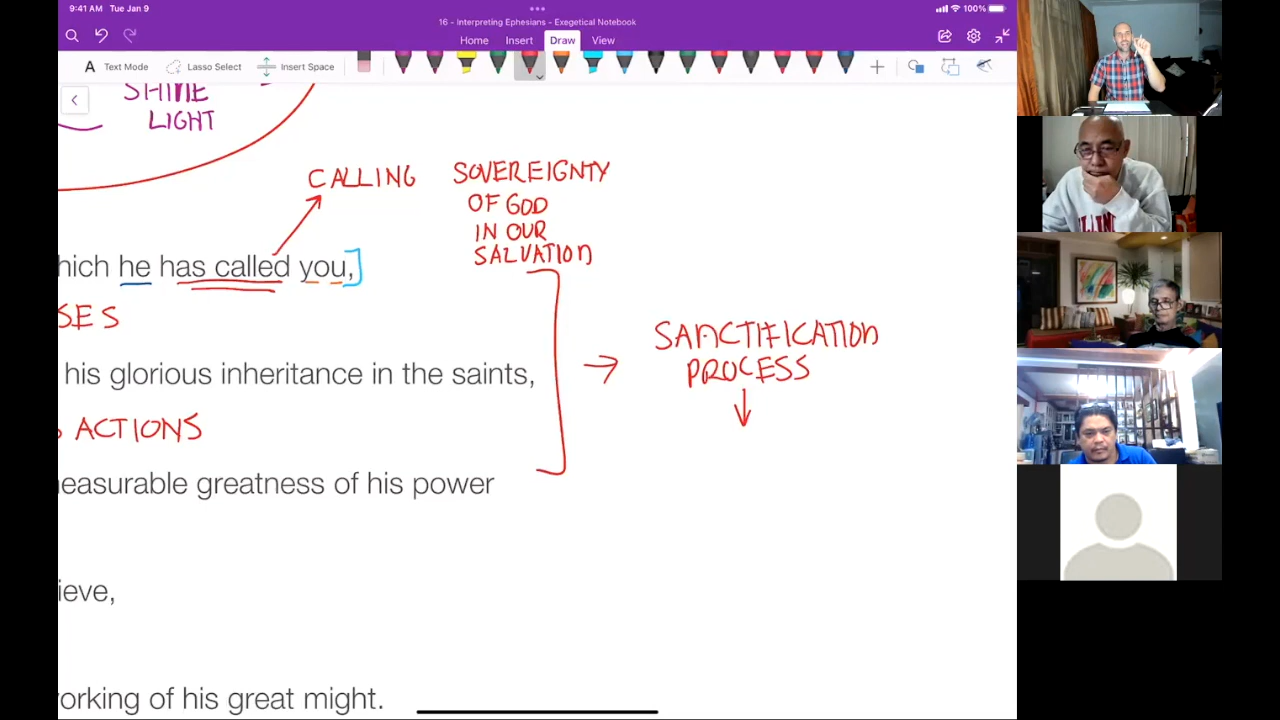 9:41 AM Tue Jan 9
100%
16 - Interpreting Ephesians - Exegetical Notebook
Home Insert Draw View
A Text Mode Lasso Select Insert Space
SHINE
LIGHT
CALLING
SOVEREIGNTY
OF GOD
IN OUR
SALVATION
hich he has called you,
SES
SANCTIFICATION
PROCESS
his glorious inheritance in the saints,
ACTIONS
measurable greatness of his power
ieve,
working of his great might.